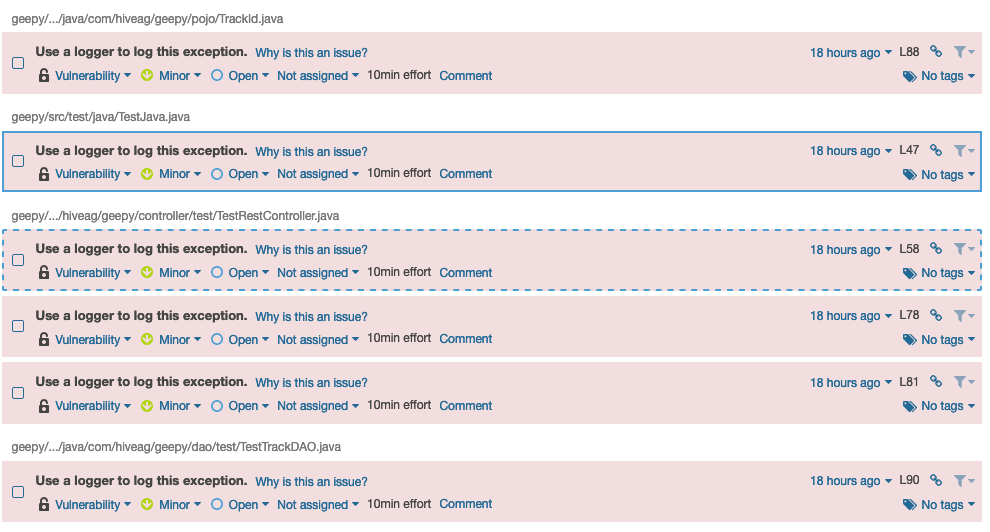 geepy/.../java/com/hiveag/geepy/pojo/TrackId.java
Use a logger to log this exception. Why is this an issue? 18 hours ago L88
Vulnerability Minor Open Not assigned 10min effort Comment No tags
geepy/src/test/java/TestJava.java
Use a logger to log this exception. Why is this an issue? 18 hours ago L47
Vulnerability Minor Open Not assigned 10min effort Comment No tags
geepy/.../hiveag/geepy/controller/test/TestRestController.java
Use a logger to log this exception. Why is this an issue? 18 hours ago L58
Vulnerability Minor Open Not assigned 10min effort Comment No tags
Use a logger to log this exception. Why is this an issue? 18 hours ago L78
Vulnerability Minor Open Not assigned 10min effort Comment No tags
Use a logger to log this exception. Why is this an issue? 18 hours ago L81
Vulnerability Minor Open Not assigned 10min effort Comment No tags
geepy/.../java/com/hiveag/geepy/dao/test/TestTrackDAO.java
Use a logger to log this exception. Why is this an issue? 18 hours ago L90
Vulnerability Minor Open Not assigned 10min effort Comment No tags